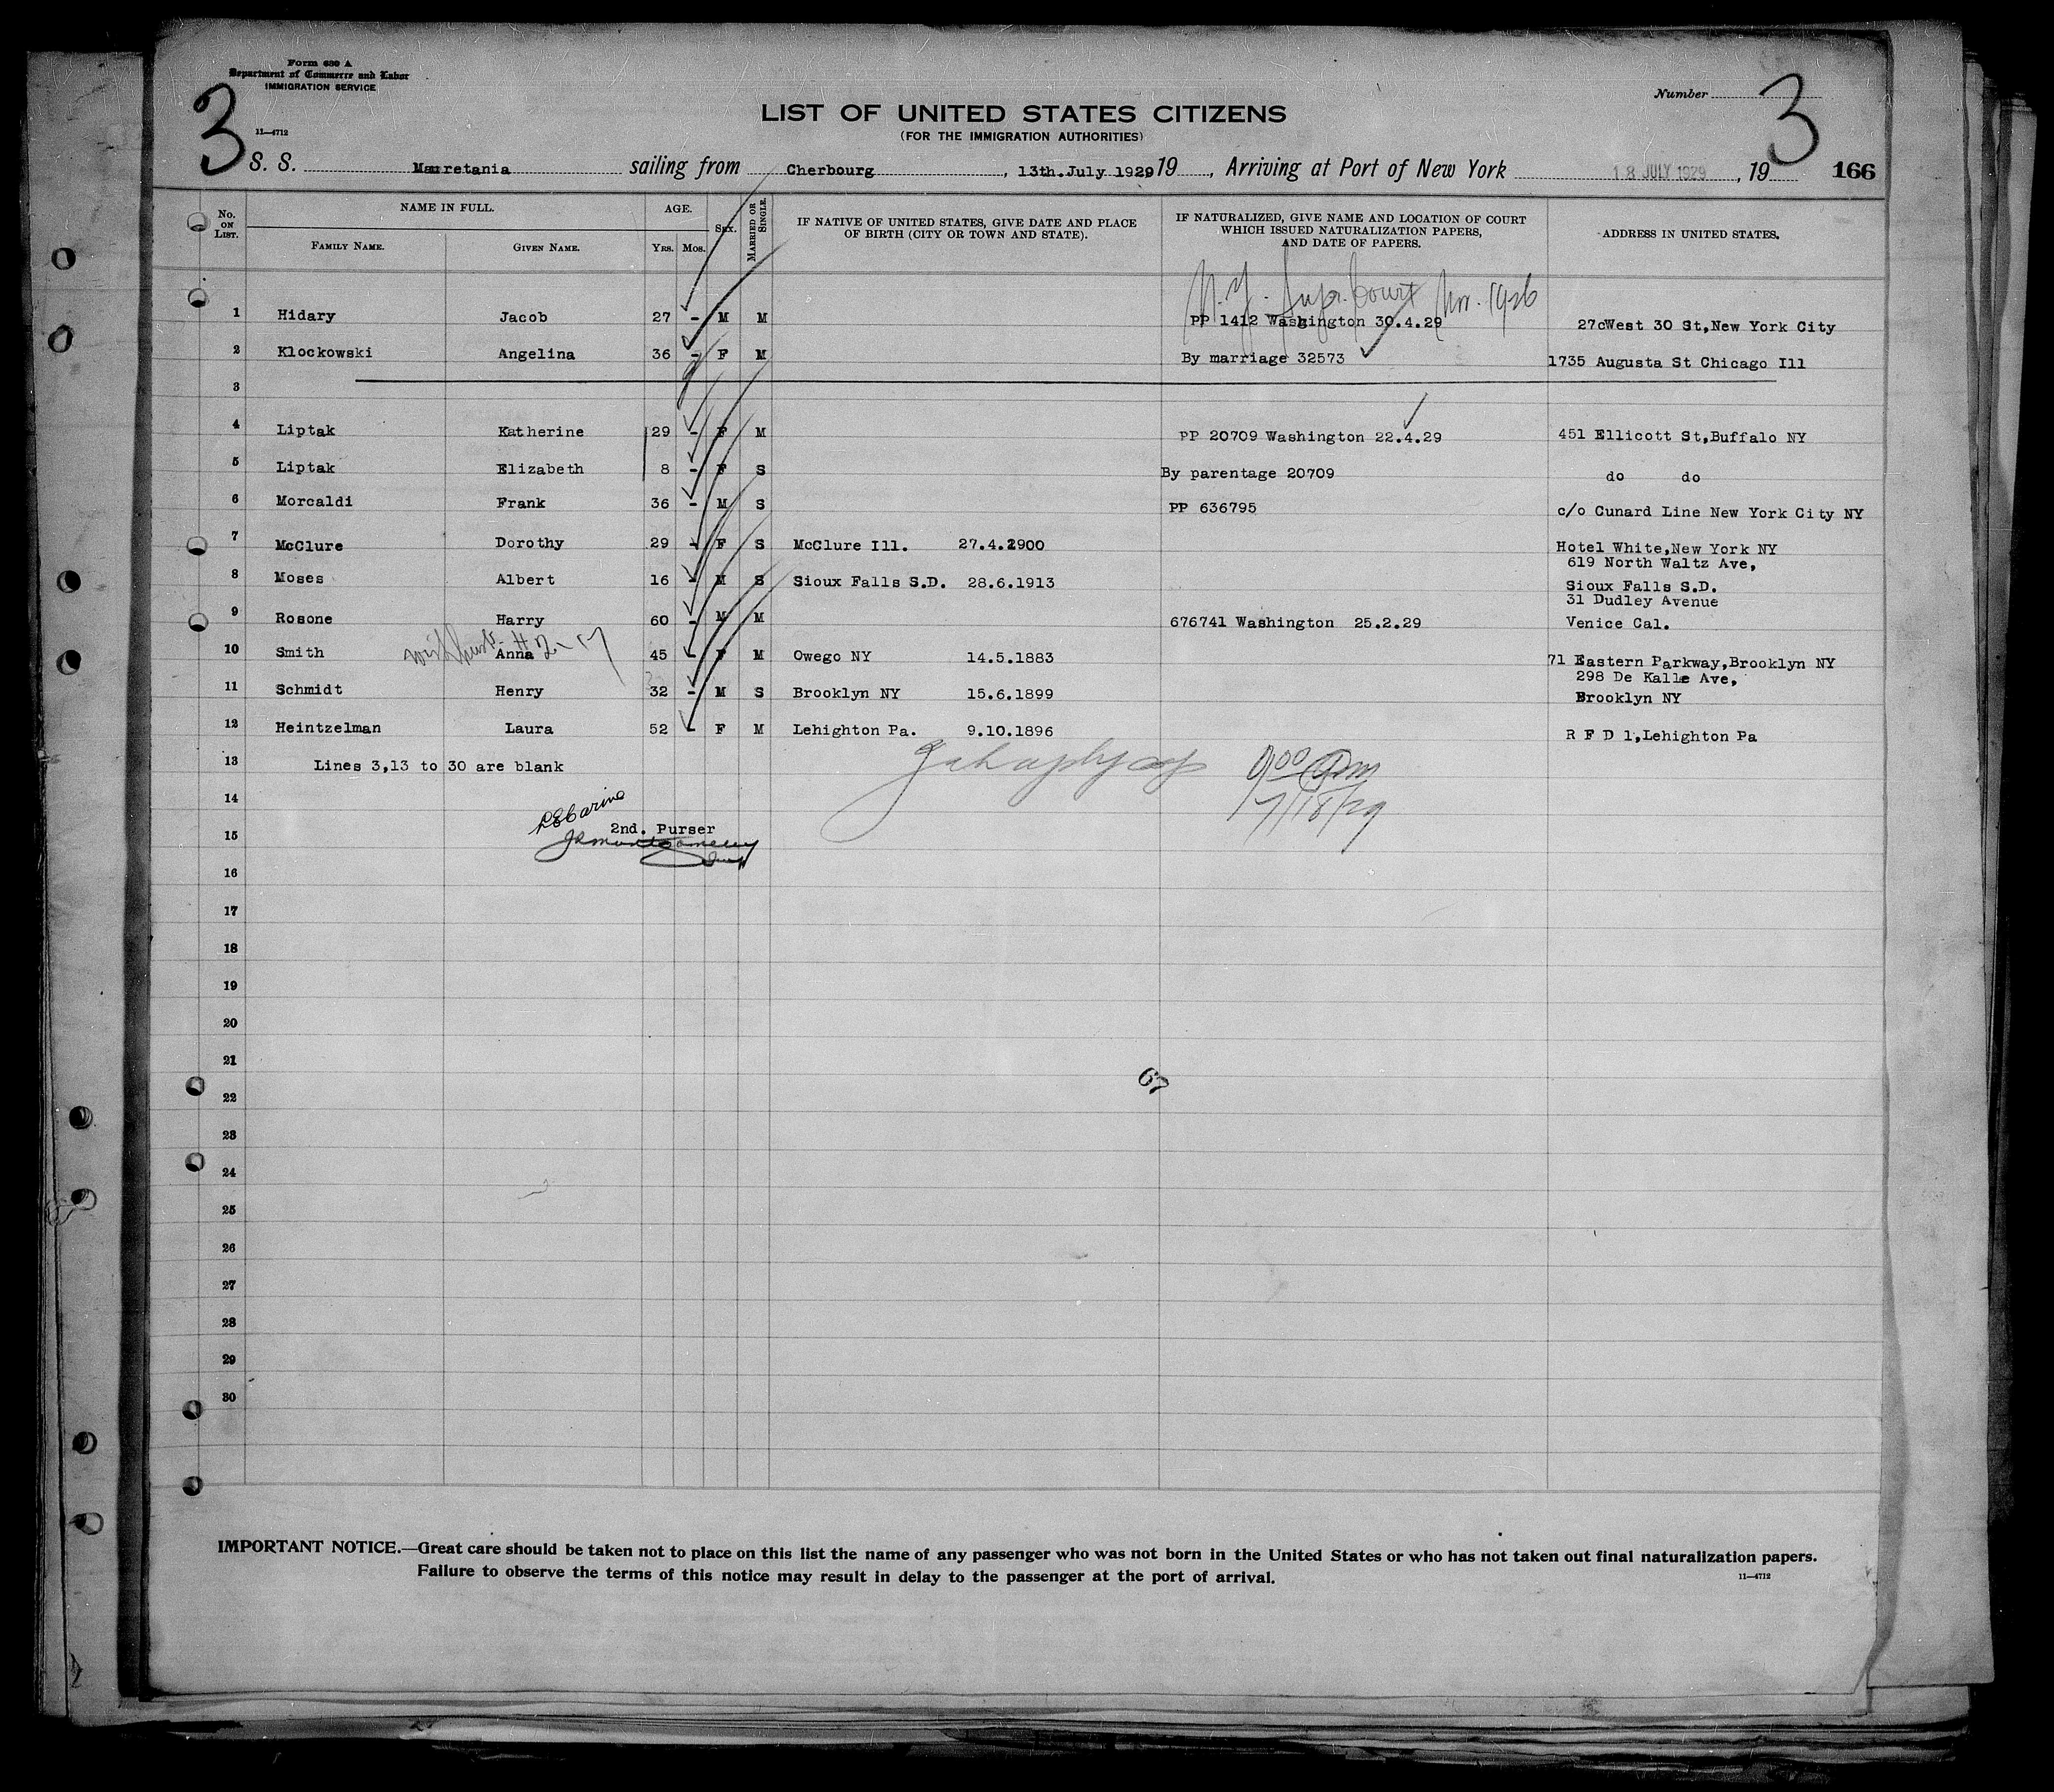 Form 630 A
Department of Commerce and Labor
IMMIGRATION SERVICE
3
11—4712
Number 3
LIST OF UNITED STATES CITIZENS
(FOR THE IMMIGRATION AUTHORITIES)
S. S. Mauretania sailing from Cherbourg, 13th.July 1929 19, Arriving at Port of New York 18 JULY 1929, 19 166
No. ON LIST. NAME IN FULL. AGE. SEX. MARRIED OR SINGLE. IF NATIVE OF UNITED STATES, GIVE DATE AND PLACE OF BIRTH (CITY OR TOWN AND STATE). IF NATURALIZED, GIVE NAME AND LOCATION OF COURT WHICH ISSUED NATURALIZATION PAPERS, AND DATE OF PAPERS. ADDRESS IN UNITED STATES.
FAMILY NAME. GIVEN NAME. YRS. MOS.
N.Y. Supr. Court Nov. 1926
1 Hidary Jacob 27 - M M PP 1412 Washington 30.4.29 27cWest 30 St,New York City
2 Klockowski Angelina 36 - F M By marriage 32573 1735 Augusta St Chicago Ill
3
4 Liptak Katherine 29 - F M PP 20709 Washington 22.4.29 451 Ellicott St,Buffalo NY
5 Liptak Elizabeth 8 - F S By parentage 20709 do do
6 Morcaldi Frank 36 - M S PP 636795 c/o Cunard Line New York City NY
7 McClure Dorothy 29 - F S McClure Ill. 27.4.1900 Hotel White,New York NY
619 North Waltz Ave,
8 Moses Albert 16 - M S Sioux Falls S.D. 28.6.1913 Sioux Falls S.D.
31 Dudley Avenue
9 Rosone Harry 60 - M M 676741 Washington 25.2.29 Venice Cal.
10 Smith Anna 45 - F M Owego NY 14.5.1883 71 Eastern Parkway,Brooklyn NY
298 De Kalle Ave,
11 Schmidt Henry 32 - M S Brooklyn NY 15.6.1899 Brooklyn NY
12 Heintzelman Laura 52 - F M Lehighton Pa. 9.10.1896 R F D 1,Lehighton Pa
13 Lines 3,13 to 30 are blank
14
7/18/29
15 2nd. Purser
16
17
18
19
20
21
67
22
23
24
25
26
27
28
29
30
IMPORTANT NOTICE.—Great care should be taken not to place on this list the name of any passenger who was not born in the United States or who has not taken out final naturalization papers.
Failure to observe the terms of this notice may result in delay to the passenger at the port of arrival.
11—4712